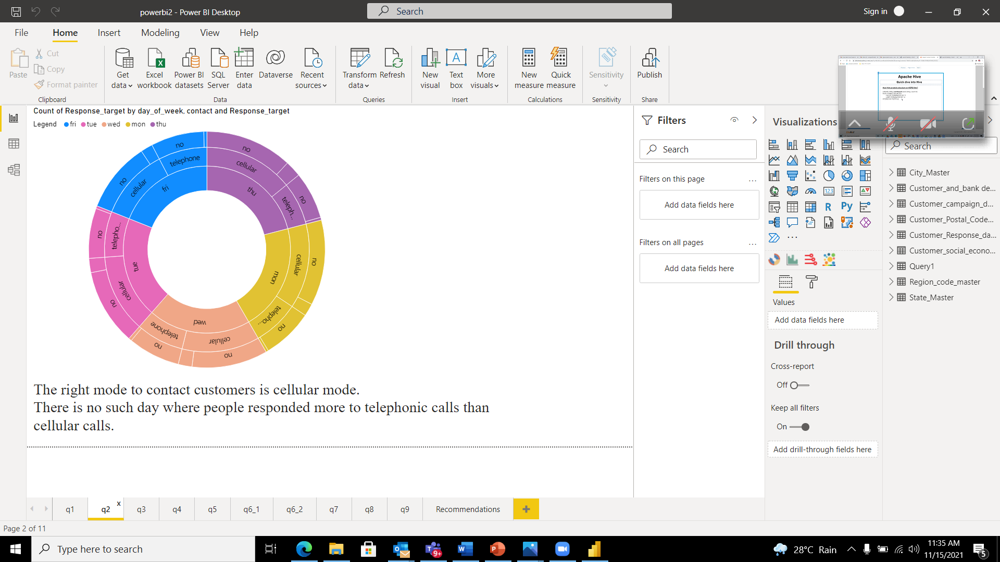 powerbi2 - Power BI Desktop
Search
Sign in
File Home Insert Modeling View Help
Paste
Cut
Copy
Format painter
Clipboard
Get data
Excel workbook
Power BI datasets
SQL Server
Enter data
Dataverse
Recent sources
Data
Transform data
Refresh
Queries
New visual
Text box
More visuals
Insert
New measure
Quick measure
Calculations
Sensitivity
Sensitivity
Publish
Share
Apache Hive
Quick dive into Hive
Count of Response_target by day_of_week, contact and Response_target
Legend fri tue wed mon thu
no
telephone
no
cellular
fri
no
cellular
thu
no
teleph...
no
cellular
mon
telepho...
no
wed
cellular
no
telephone
no
tue
telepho...
no
cellular
no
The right mode to contact customers is cellular mode.
There is no such day where people responded more to telephonic calls than
cellular calls.
Filters
Search
Filters on this page
...
Add data fields here
Filters on all pages
...
Add data fields here
Visualizations
123
R
Py
...
Values
Add data fields here
Drill through
Cross-report
Off
Keep all filters
On
Add drill-through fields here
Search
City_Master
Customer_and_bank de...
Customer_campaign_d...
Customer_Postal_Code...
Customer_Response_da...
Customer_social_econo...
Query1
Region_code_master
State_Master
q1 q2 x q3 q4 q5 q6_1 q6_2 q7 q8 q9 Recommendations +
Page 2 of 11
Type here to search
9+
28°C Rain
11:35 AM
11/15/2021
5